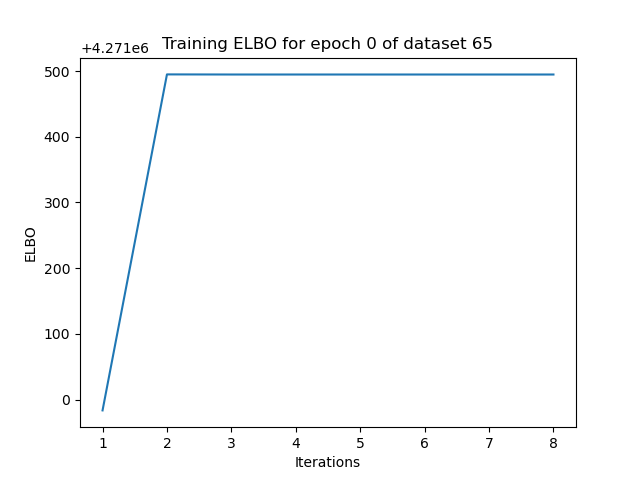 Training ELBO for epoch 0 of dataset 65
+4.271e6
500
400
300
200
100
0
ELBO
1 2 3 4 5 6 7 8
Iterations